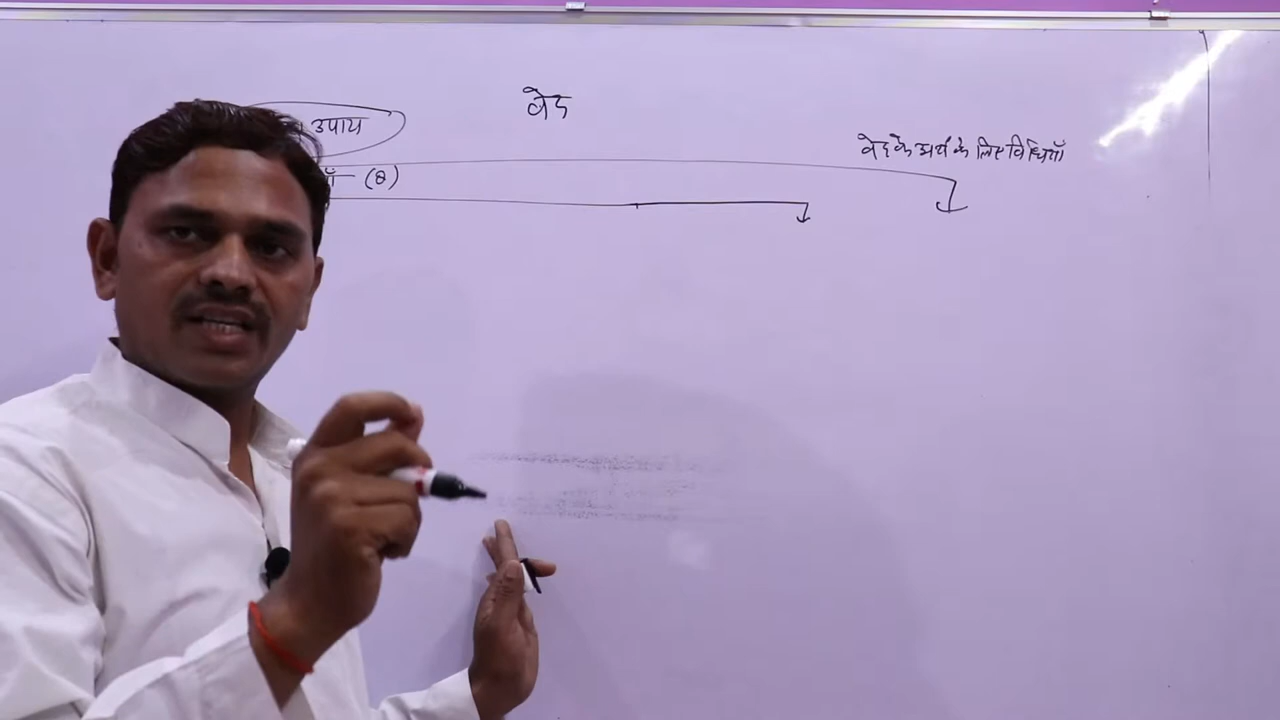 वेद
उपाय
वेद के अर्थ के लिए विधियाँ
(8)